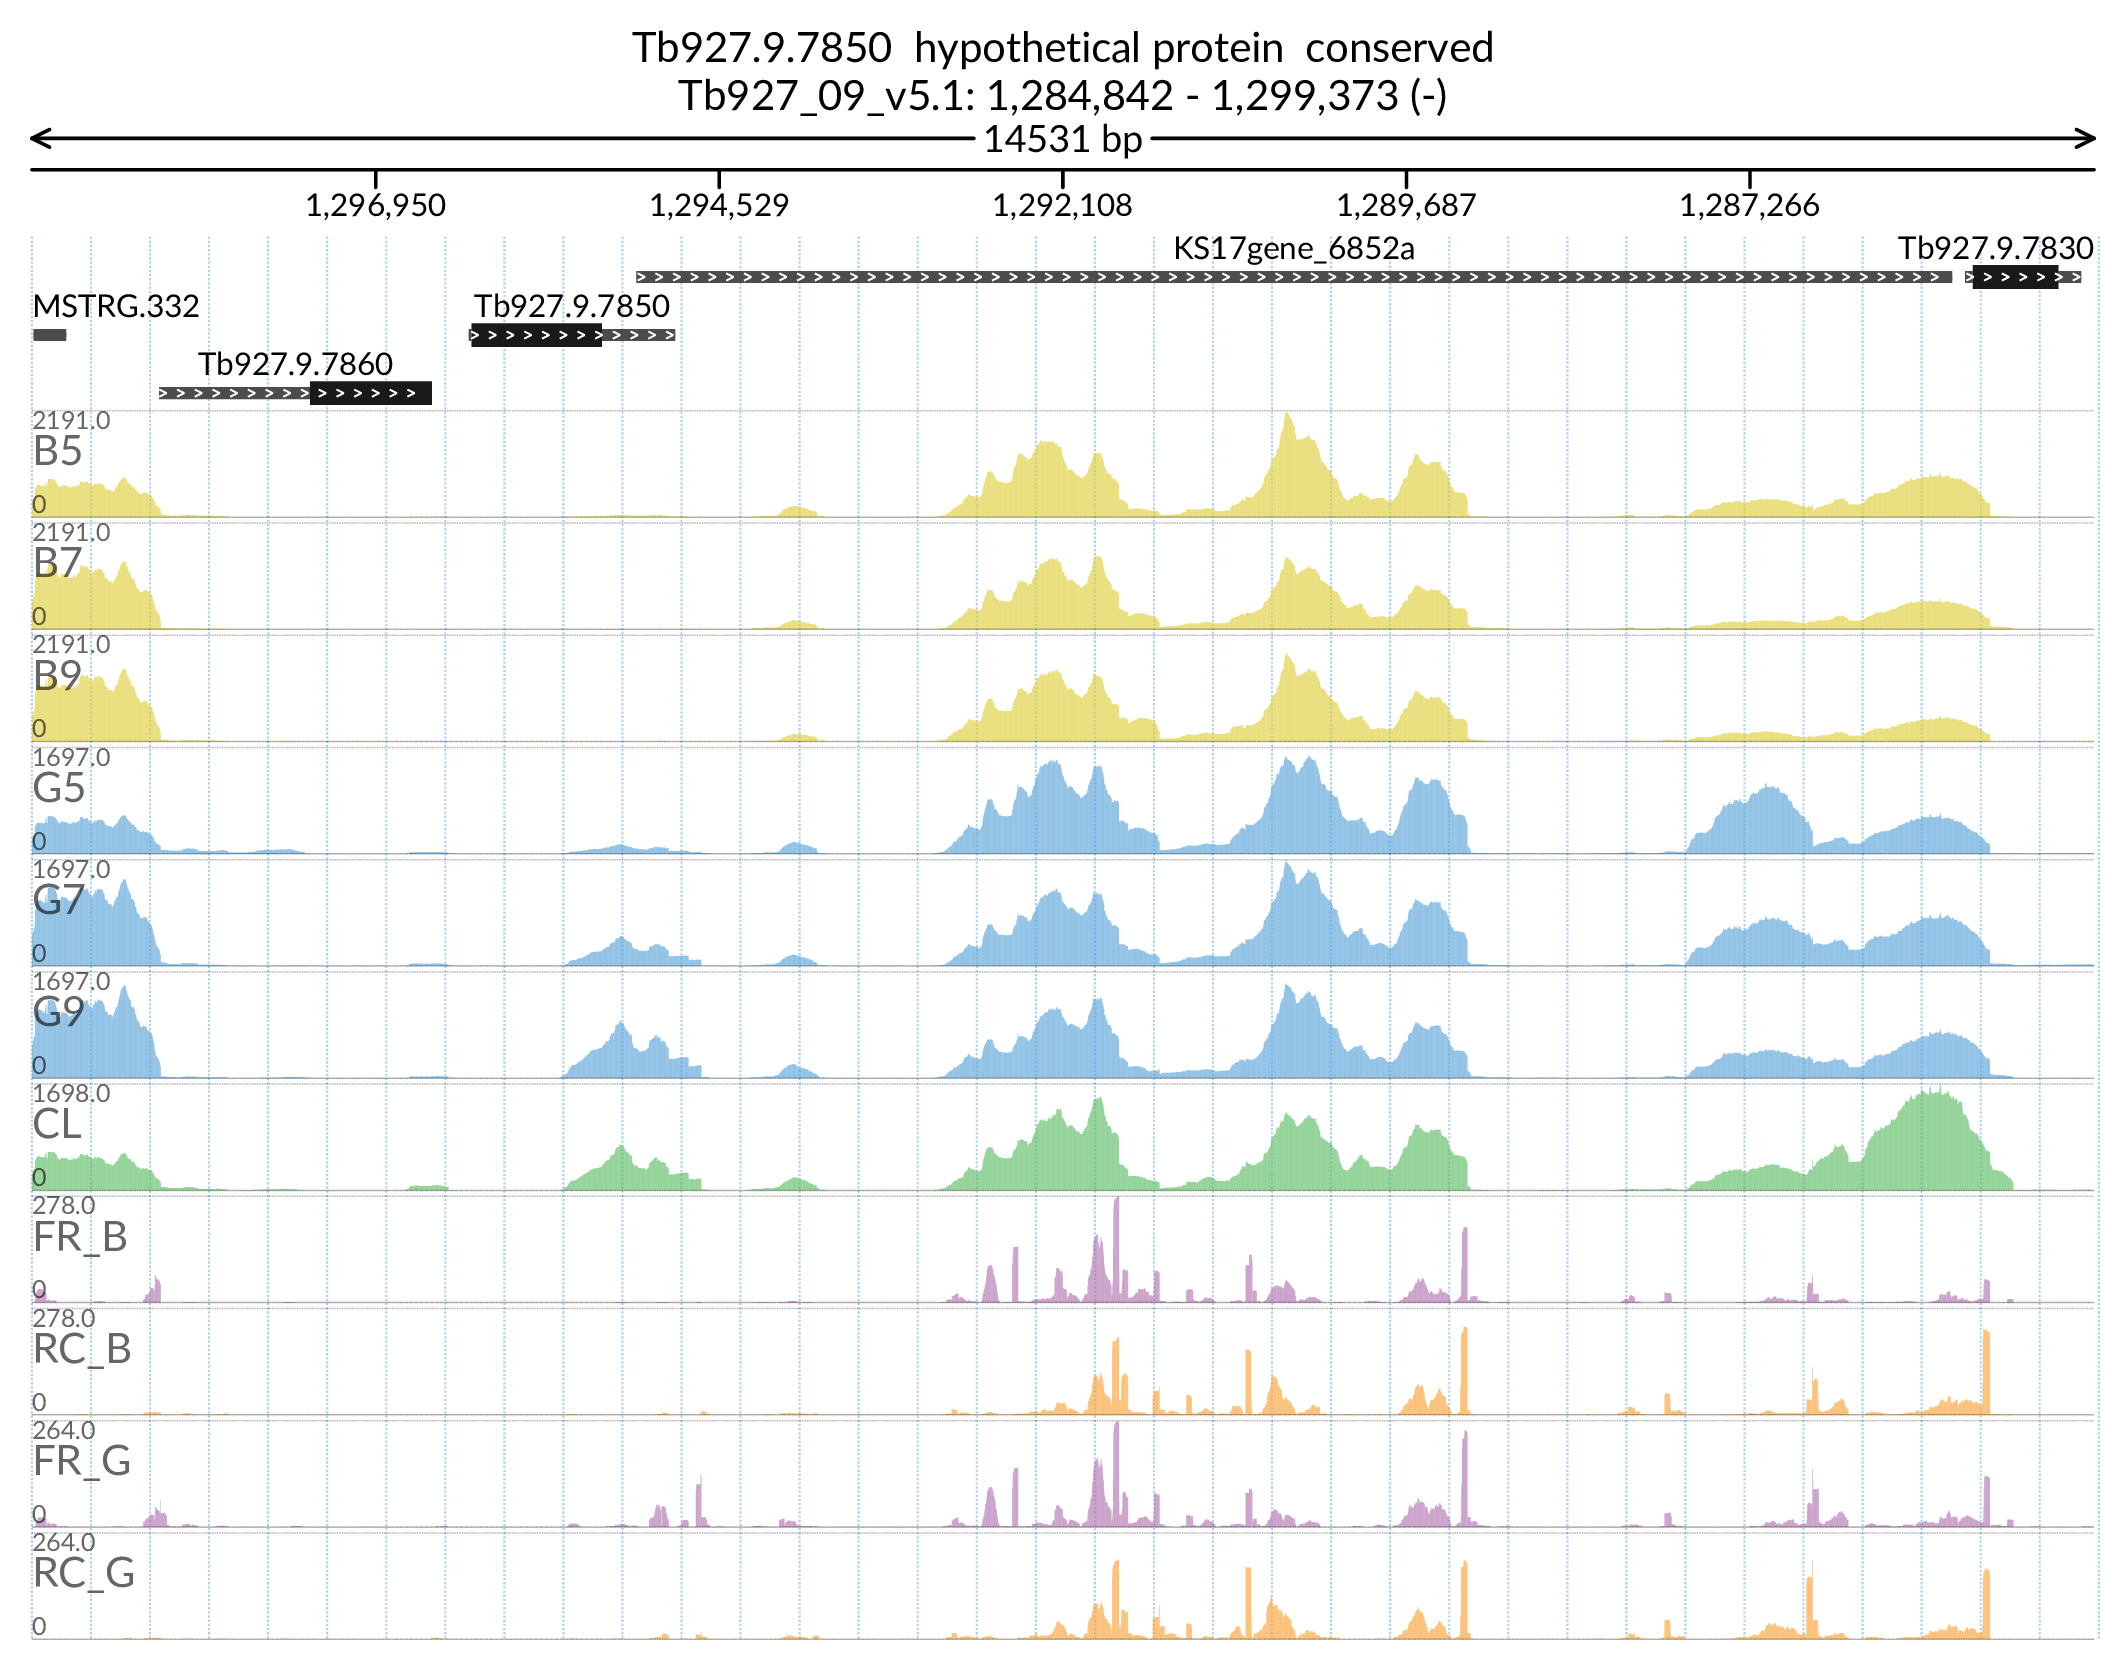 Tb927.9.7850 hypothetical protein conserved
Tb927_09_v5.1: 1,284,842 - 1,299,373 (-)
14531 bp
1,296,950 1,294,529 1,292,108 1,289,687 1,287,266
KS17gene_6852a Tb927.9.7830
MSTRG.332 Tb927.9.7850
Tb927.9.7860
2191.0
B5
0
2191.0
B7
0
2191.0
B9
0
1697.0
G5
0
1697.0
G7
0
1697.0
G9
0
1698.0
CL
0
278.0
FR_B
0
278.0
RC_B
0
264.0
FR_G
0
264.0
RC_G
0